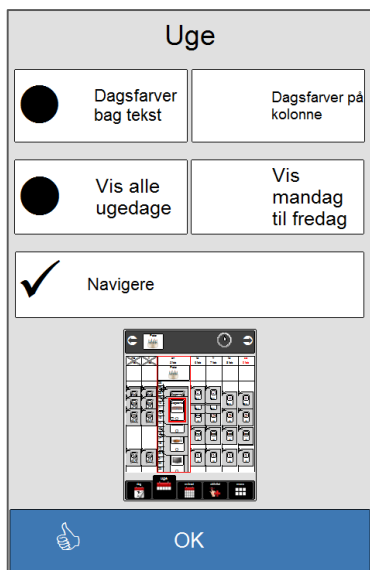 Uge
Dagsfarver
bag tekst
Dagsfarver på
kolonne
Vis alle
ugedage
Vis
mandag
til fredag
Navigere
OK